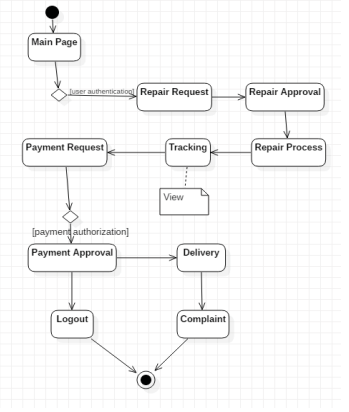 Main Page
[user authentication]
Repair Request
Repair Approval
Payment Request
Tracking
Repair Process
View
[payment authorization]
Payment Approval
Delivery
Logout
Complaint